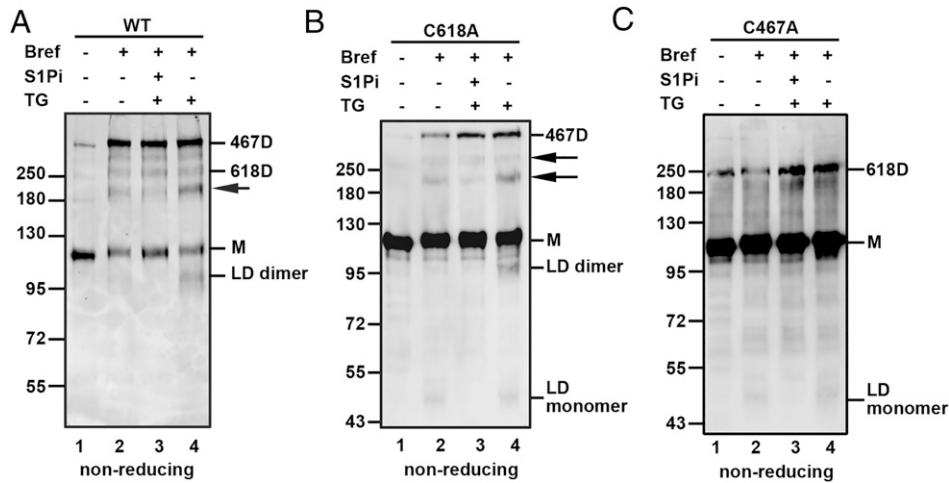 A
WT
Bref - + + +
S1Pi - - + -
TG - - + +
467D
250
618D
180
130
M
LD dimer
95
72
55
1 2 3 4
non-reducing
B
C618A
Bref - + + +
S1Pi - - + -
TG - - + +
467D
250
180
130
M
LD dimer
95
72
55
LD
monomer
43
1 2 3 4
non-reducing
C
C467A
Bref - + + +
S1Pi - - + -
TG - - + +
250
618D
180
130
M
95
72
55
LD
monomer
43
1 2 3 4
non-reducing